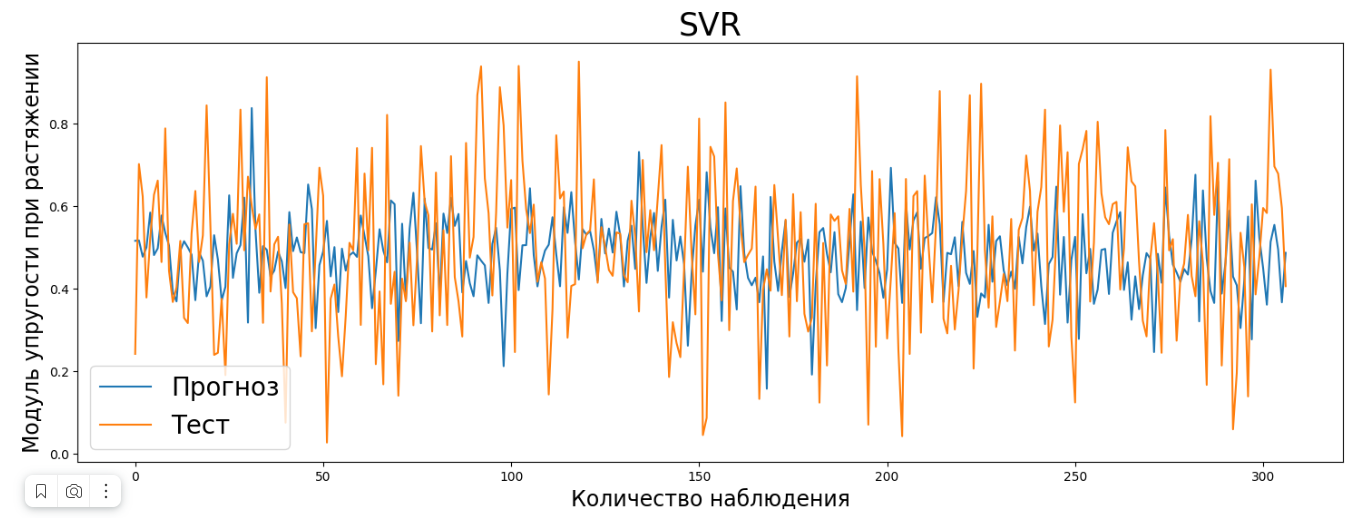 SVR
Модуль упругости при растяжении
0.8
0.6
0.4
0.2
0.0
Прогноз
Тест
0 50 100 150 200 250 300
Количество наблюдения